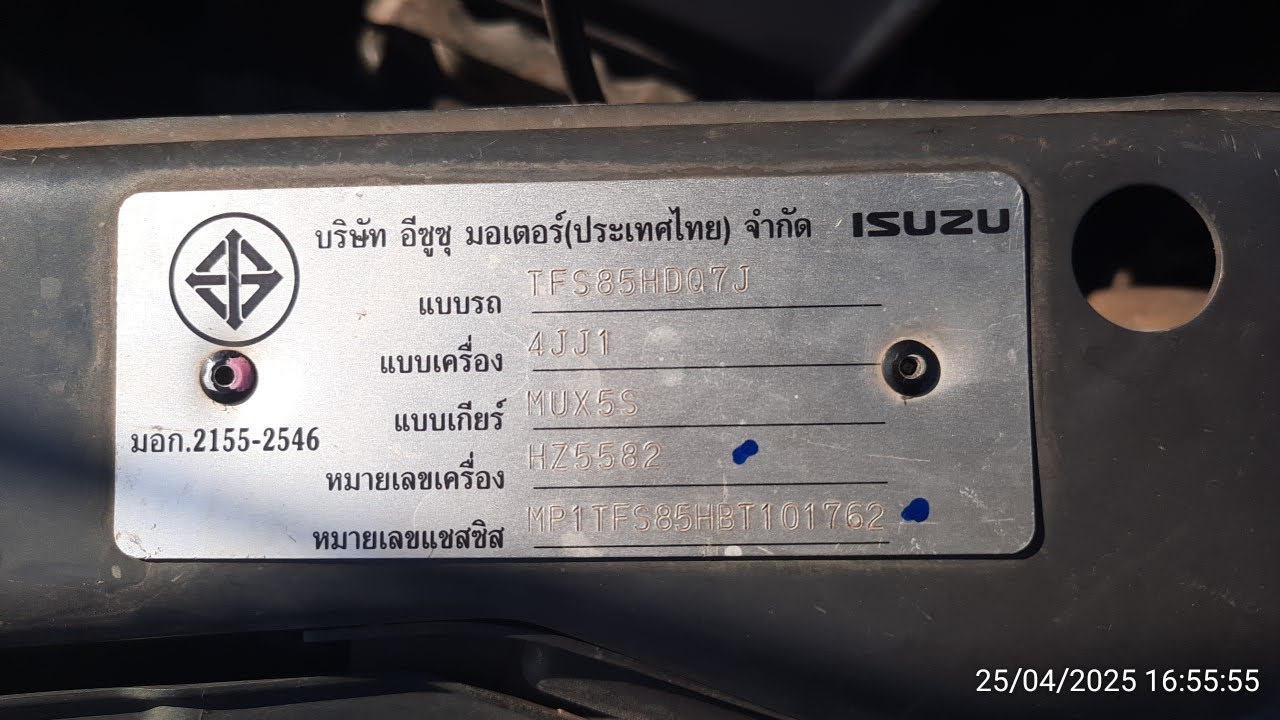 บริษัท อีซูซุ มอเตอร์(ประเทศไทย) จำกัด ISUZU
แบบรถ TFS85HDQ7J
แบบเครื่อง 4JJ1
แบบเกียร์ MUX5S
มอก.2155-2546
หมายเลขเครื่อง HZ5582
หมายเลขแชสซิส MP1TFS85HBT101762
25/04/2025 16:55:55